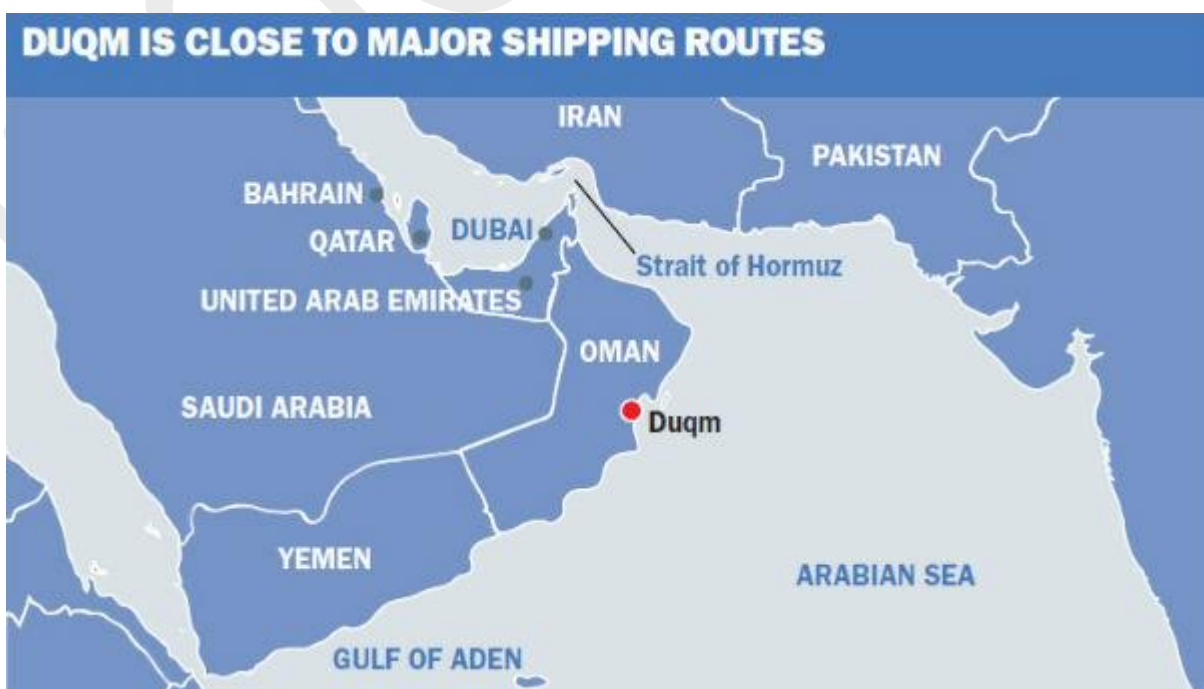 DUQM IS CLOSE TO MAJOR SHIPPING ROUTES
IRAN
PAKISTAN
BAHRAIN
QATAR
DUBAI
Strait of Hormuz
UNITED ARAB EMIRATES
OMAN
SAUDI ARABIA
Duqm
YEMEN
ARABIAN SEA
GULF OF ADEN